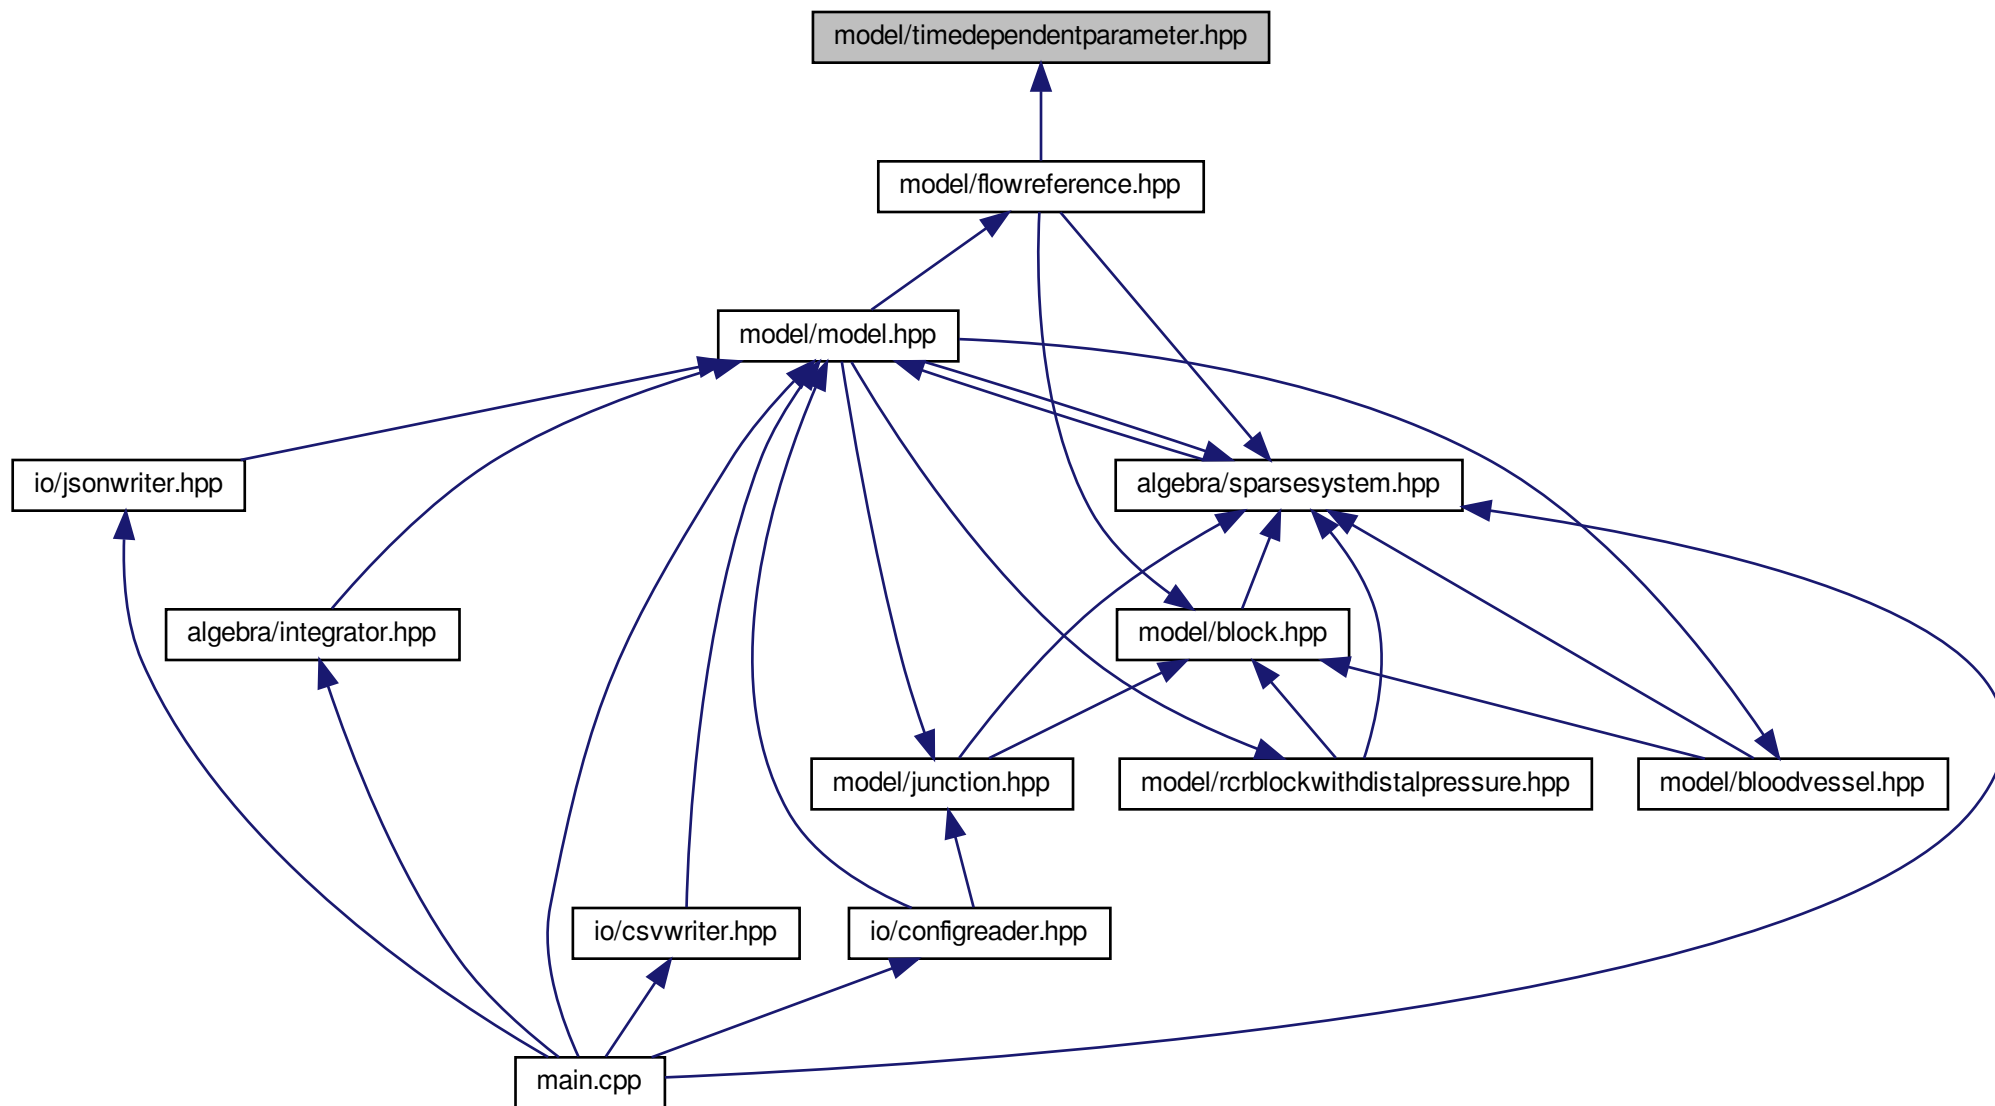 model/timedependentparameter.hpp
model/flowreference.hpp
model/model.hpp
io/jsonwriter.hpp
algebra/sparsesystem.hpp
algebra/integrator.hpp
model/block.hpp
model/junction.hpp
model/rcrblockwithdistalpressure.hpp
model/bloodvessel.hpp
io/csvwriter.hpp
io/configreader.hpp
main.cpp